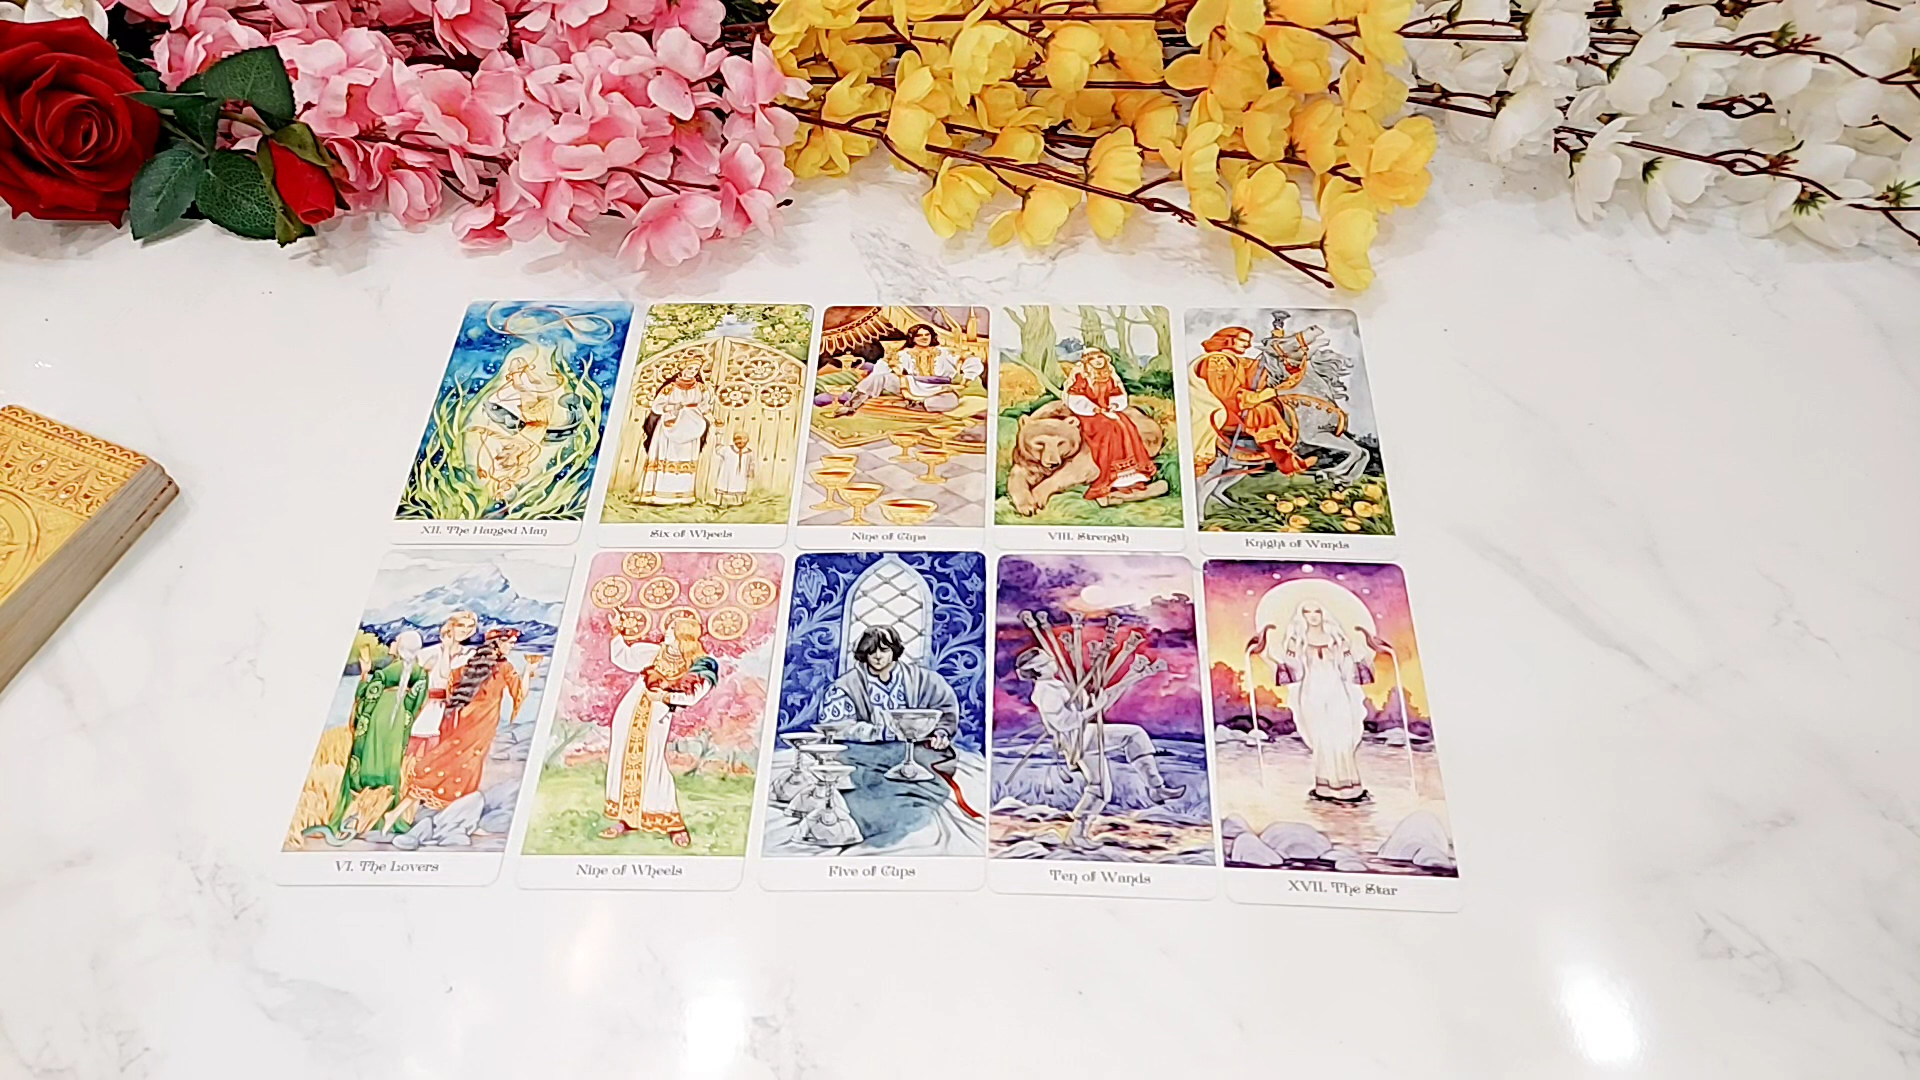 XII. The Hanged Man
Six of Wheels
Nine of Cups
VIII. Strength
Knight of Wands
VI. The Lovers
Nine of Wheels
Five of Cups
Ten of Wands
XVII. The Star